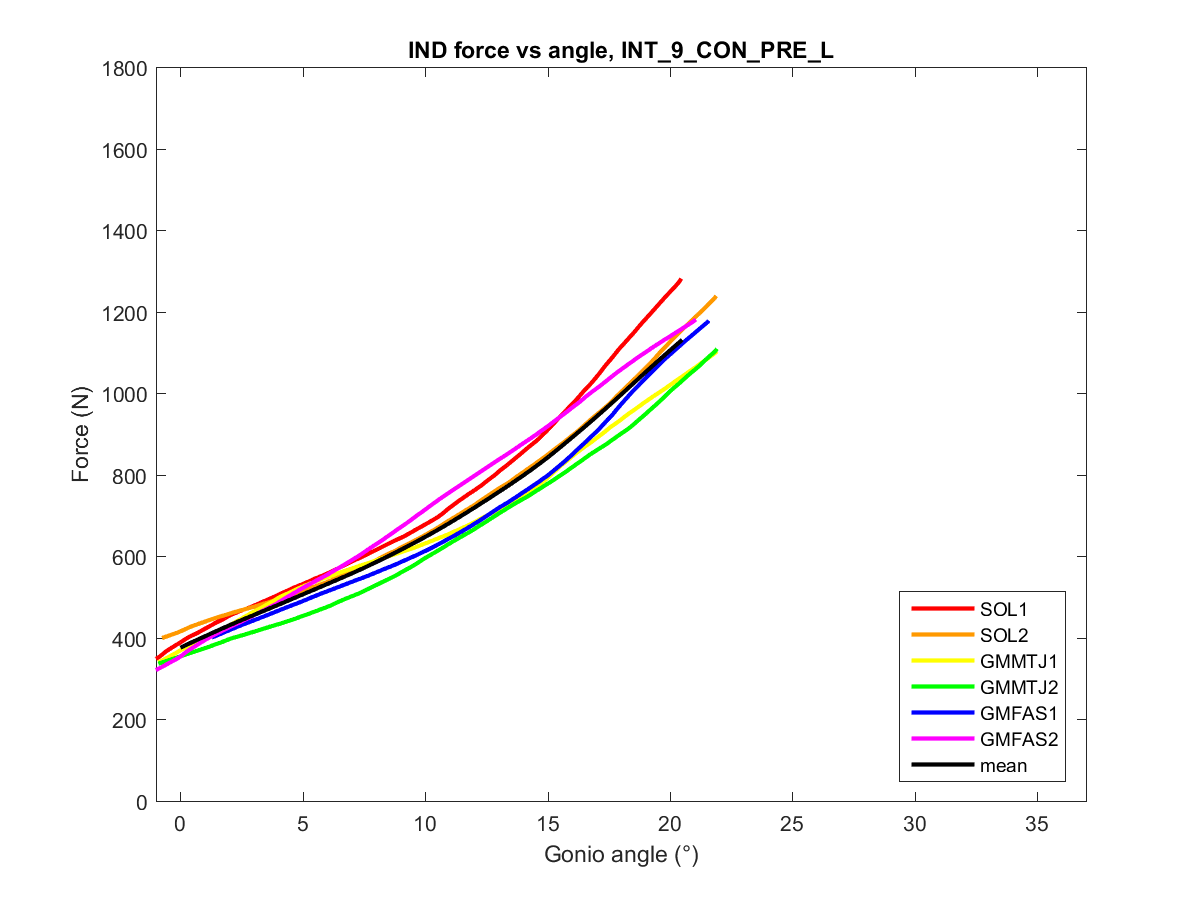 IND force vs angle, INT_9_CON_PRE_L
1800
1600
1400
1200
1000
800
600
400
200
0
Force (N)
0 5 10 15 20 25 30 35
Gonio angle (°)
SOL1
SOL2
GMMTJ1
GMMTJ2
GMFAS1
GMFAS2
mean